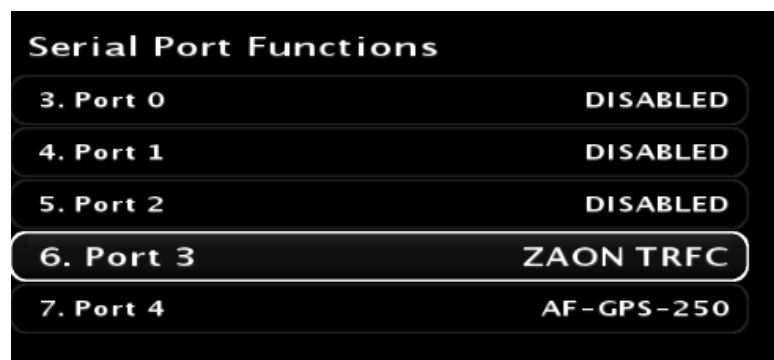 Serial Port Functions
3. Port 0 DISABLED
4. Port 1 DISABLED
5. Port 2 DISABLED
6. Port 3 ZAON TRFC
7. Port 4 AF-GPS-250